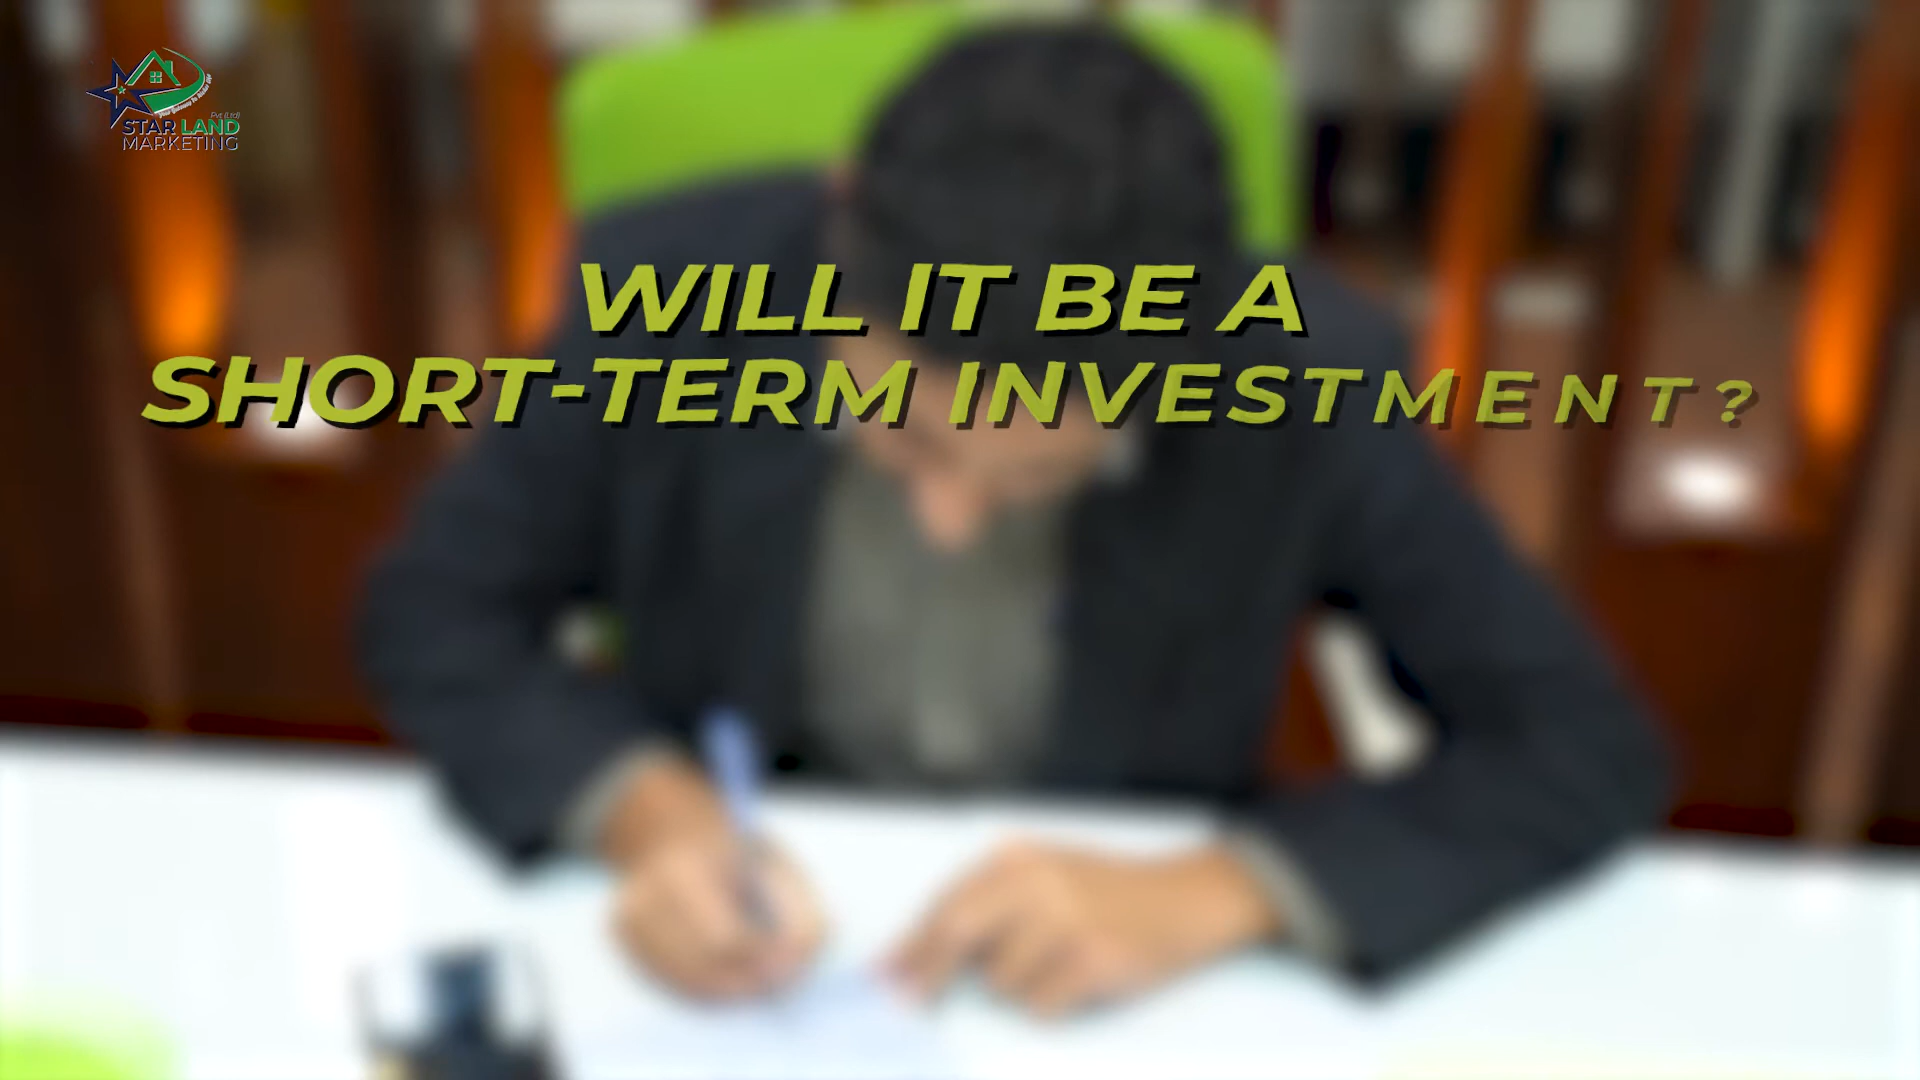 Pvt (Ltd)
STAR LAND
MARKETING
WILL IT BE A
SHORT-TERM INVESTMENT?